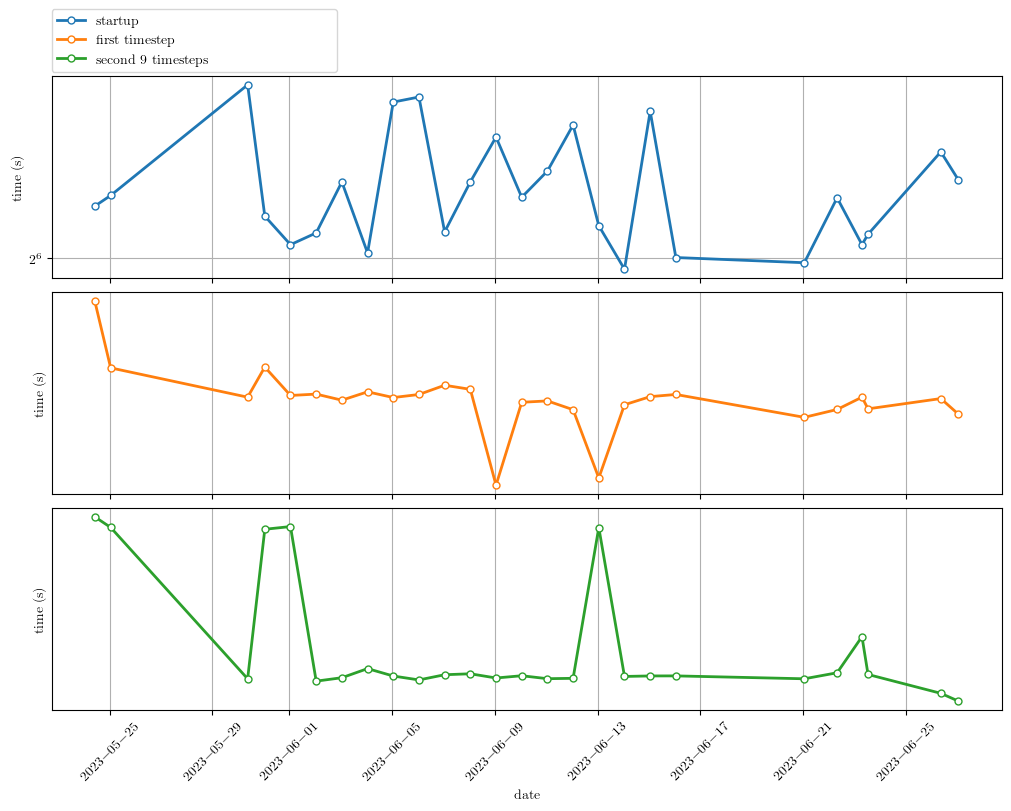 startup
first timestep
second 9 timesteps
time (s)
2⁶
time (s)
time (s)
2023−05−25
2023−05−29
2023−06−01
2023−06−05
2023−06−09
2023−06−13
2023−06−17
2023−06−21
2023−06−25
date